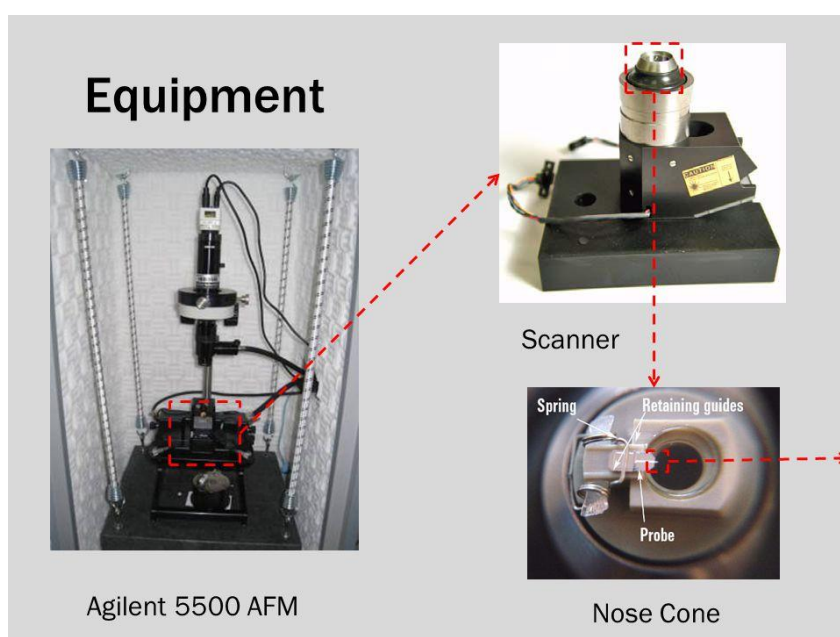 Equipment
CAUTION
Scanner
Spring
Retaining guides
Probe
Agilent 5500 AFM
Nose Cone